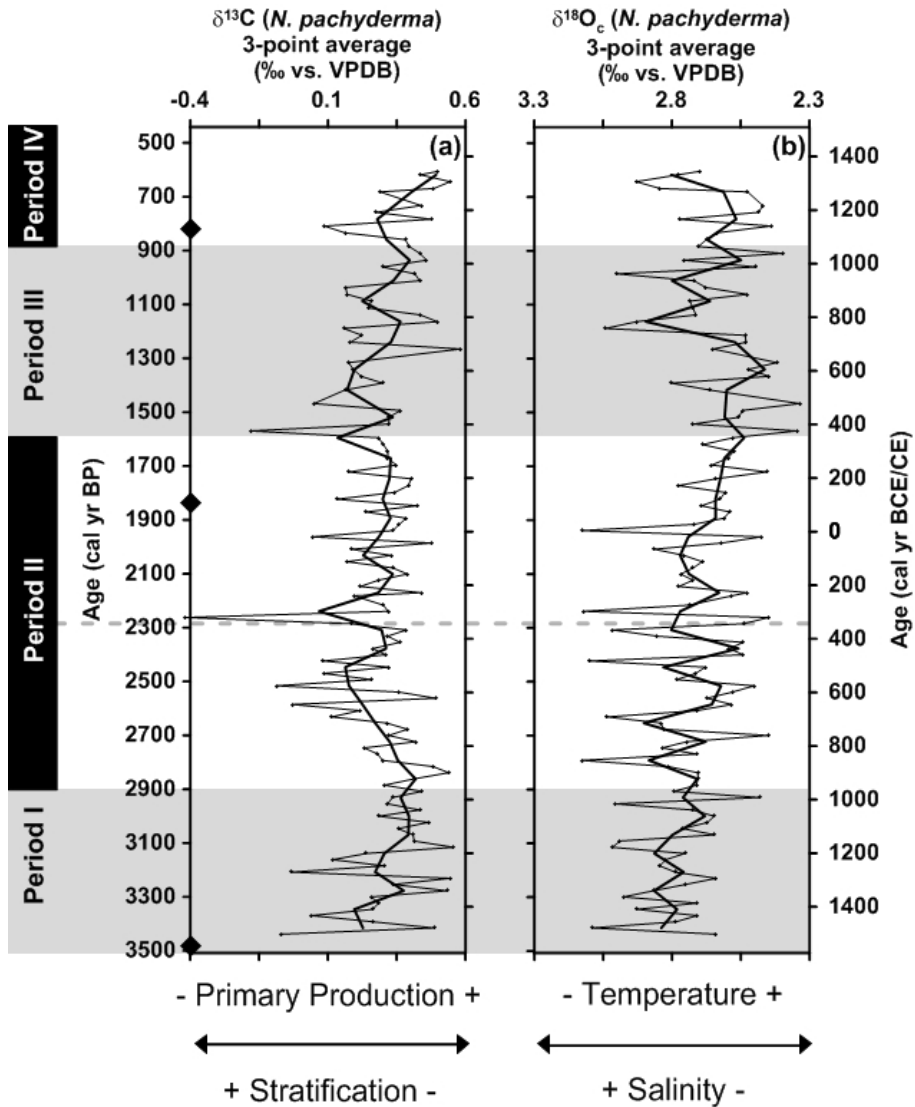 δ¹³C (N. pachyderma)
3-point average
(‰ vs. VPDB)
-0.4 0.1 0.6
δ¹⁸Oc (N. pachyderma)
3-point average
(‰ vs. VPDB)
3.3 2.8 2.3
Period IV
Period III
Period II
Period I
Age (cal yr BP)
500
700
900
1100
1300
1500
1700
1900
2100
2300
2500
2700
2900
3100
3300
3500
(a)
(b)
1400
1200
1000
800
600
400
200
0
200
400
600
800
1000
1200
1400
Age (cal yr BCE/CE)
- Primary Production +
+ Stratification -
- Temperature +
+ Salinity -